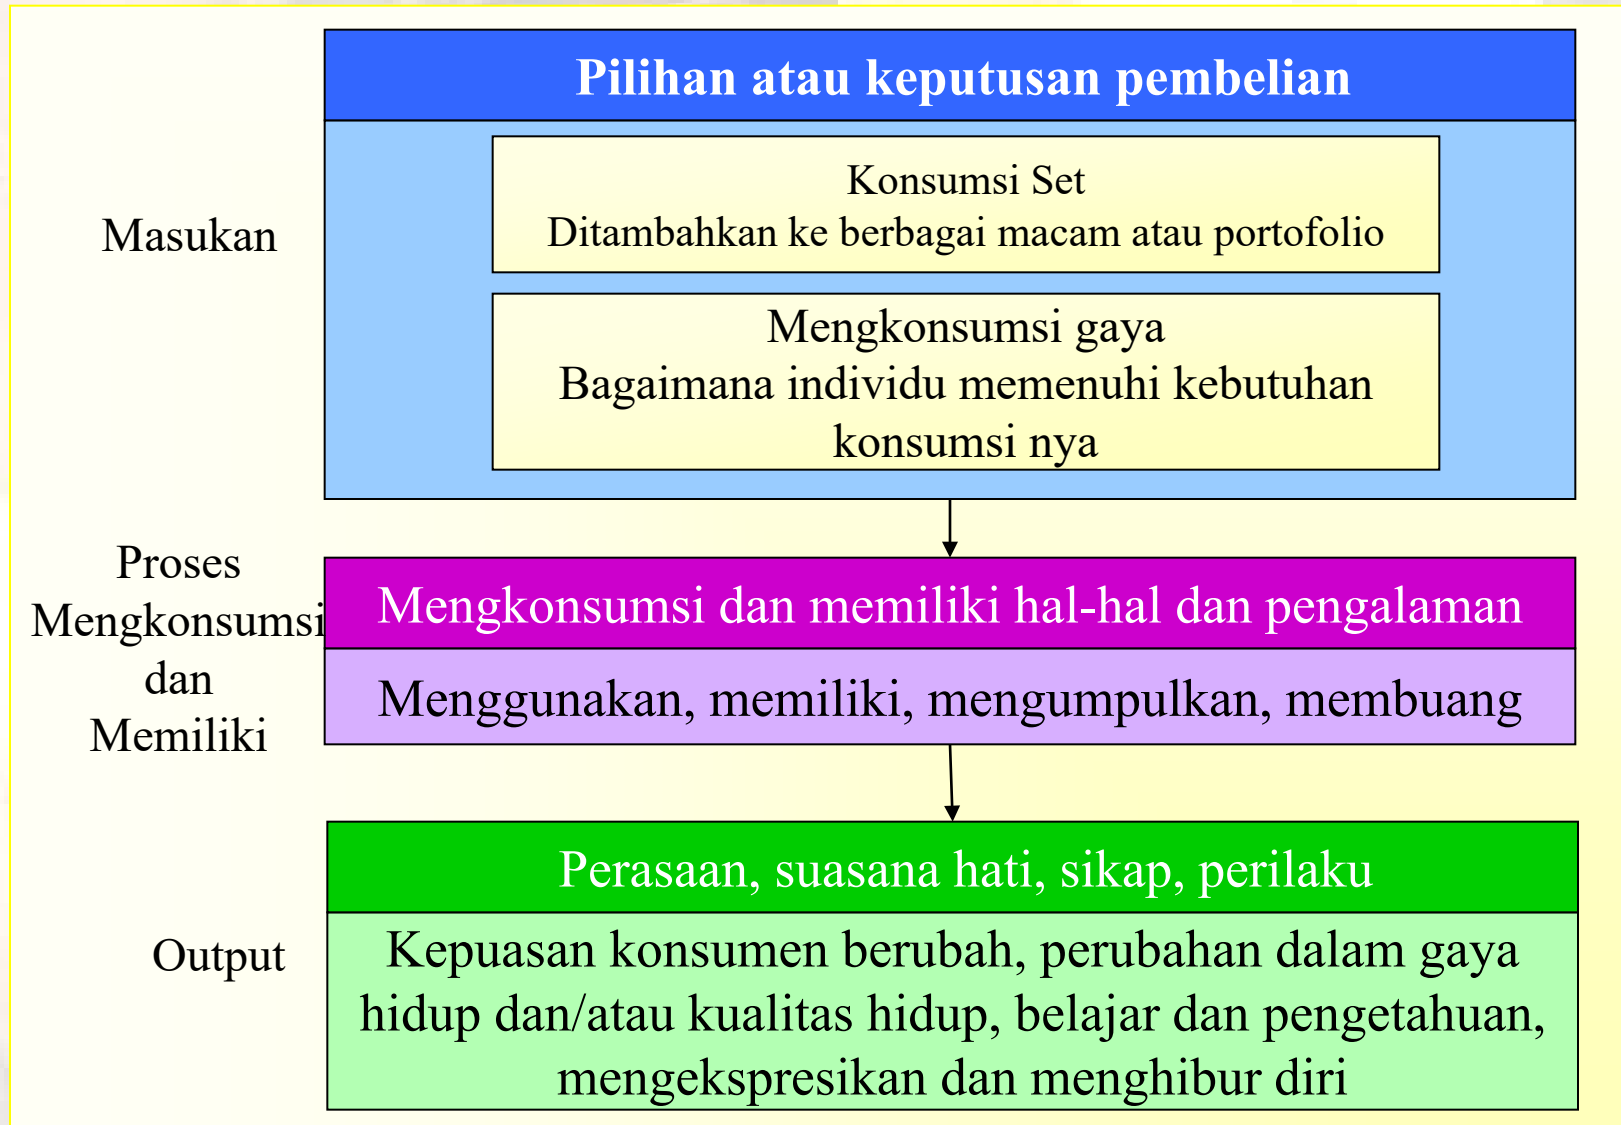 Pilihan atau keputusan pembelian
Masukan
Konsumsi Set
Ditambahkan ke berbagai macam atau portofolio
Mengkonsumsi gaya
Bagaimana individu memenuhi kebutuhan
konsumsi nya
Proses
Mengkonsumsi
dan
Memiliki
Mengkonsumsi dan memiliki hal-hal dan pengalaman
Menggunakan, memiliki, mengumpulkan, membuang
Output
Perasaan, suasana hati, sikap, perilaku
Kepuasan konsumen berubah, perubahan dalam gaya
hidup dan/atau kualitas hidup, belajar dan pengetahuan,
mengekspresikan dan menghibur diri